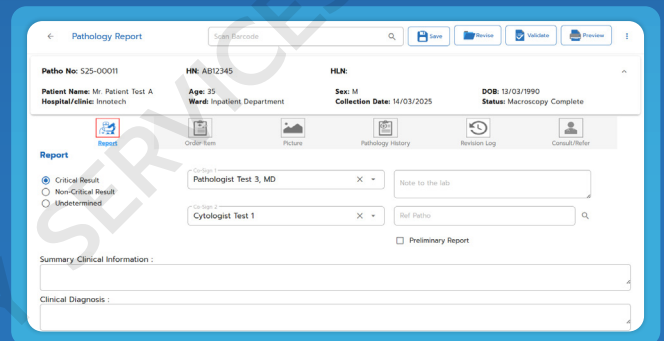 Pathology Report
Scan Barcode
Save
Revise
Validate
Preview
Patho No: S25-00011 HN: AB12345 HLN:
Patient Name: Mr. Patient Test A Age: 35 Sex: M DOB: 13/03/1990
Hospital/clinic: Innotech Ward: Inpatient Department Collection Date: 14/03/2025 Status: Macroscopy Complete
Report
Order Item
Picture
Pathology History
Revision Log
Consult/Refer
Report
Critical Result
Non-Critical Result
Undetermined
Co-Sign 1
Pathologist Test 3, MD
Note to the lab
Co-Sign 2
Cytologist Test 1
Ref Patho
Preliminary Report
Summary Clinical Information :
Clinical Diagnosis :
SERVICE